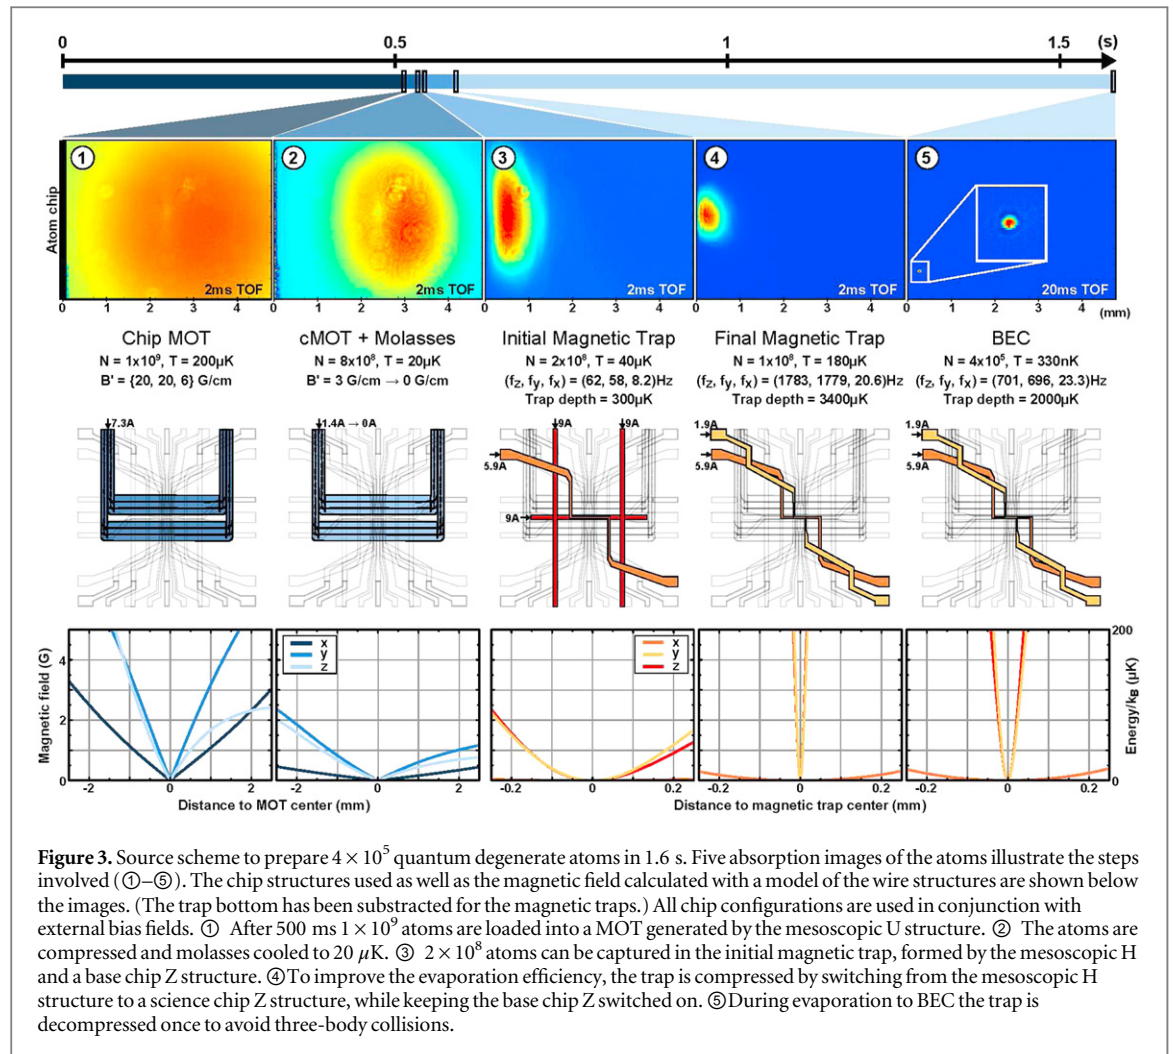 0 0.5 1 1.5 (s)
① ② ③ ④ ⑤
Atom chip
2ms TOF 2ms TOF 2ms TOF 2ms TOF 20ms TOF
0 1 2 3 4 0 1 2 3 4 0 1 2 3 4 0 1 2 3 4 0 1 2 3 4 (mm)
Chip MOT
N = 1x10⁹, T = 200µK
B' = {20, 20, 6} G/cm
cMOT + Molasses
N = 8x10⁸, T = 20µK
B' = 3 G/cm → 0 G/cm
Initial Magnetic Trap
N = 2x10⁸, T = 40µK
(f_z, f_y, f_x) = (62, 58, 8.2)Hz
Trap depth = 300µK
Final Magnetic Trap
N = 1x10⁸, T = 180µK
(f_z, f_y, f_x) = (1783, 1779, 20.6)Hz
Trap depth = 3400µK
BEC
N = 4x10⁵, T = 330nK
(f_z, f_y, f_x) = (701, 696, 23.3)Hz
Trap depth = 2000µK
7.3A
1.4A → 0A
9A 9A
5.9A
9A
1.9A
5.9A
1.9A
5.9A
Magnetic field (G)
4
2
0
x
y
z
x
y
z
200
0
Energy/k_B (µK)
-2 0 2 -2 0 2 -0.2 0 0.2 -0.2 0 0.2 -0.2 0 0.2
Distance to MOT center (mm) Distance to magnetic trap center (mm)
Figure 3. Source scheme to prepare 4 × 10⁵ quantum degenerate atoms in 1.6 s. Five absorption images of the atoms illustrate the steps
involved (①–⑤). The chip structures used as well as the magnetic field calculated with a model of the wire structures are shown below
the images. (The trap bottom has been substracted for the magnetic traps.) All chip configurations are used in conjunction with
external bias fields. ① After 500 ms 1 × 10⁹ atoms are loaded into a MOT generated by the mesoscopic U structure. ② The atoms are
compressed and molasses cooled to 20 μK. ③ 2 × 10⁸ atoms can be captured in the initial magnetic trap, formed by the mesoscopic H
and a base chip Z structure. ④To improve the evaporation efficiency, the trap is compressed by switching from the mesoscopic H
structure to a science chip Z structure, while keeping the base chip Z switched on. ⑤During evaporation to BEC the trap is
decompressed once to avoid three-body collisions.